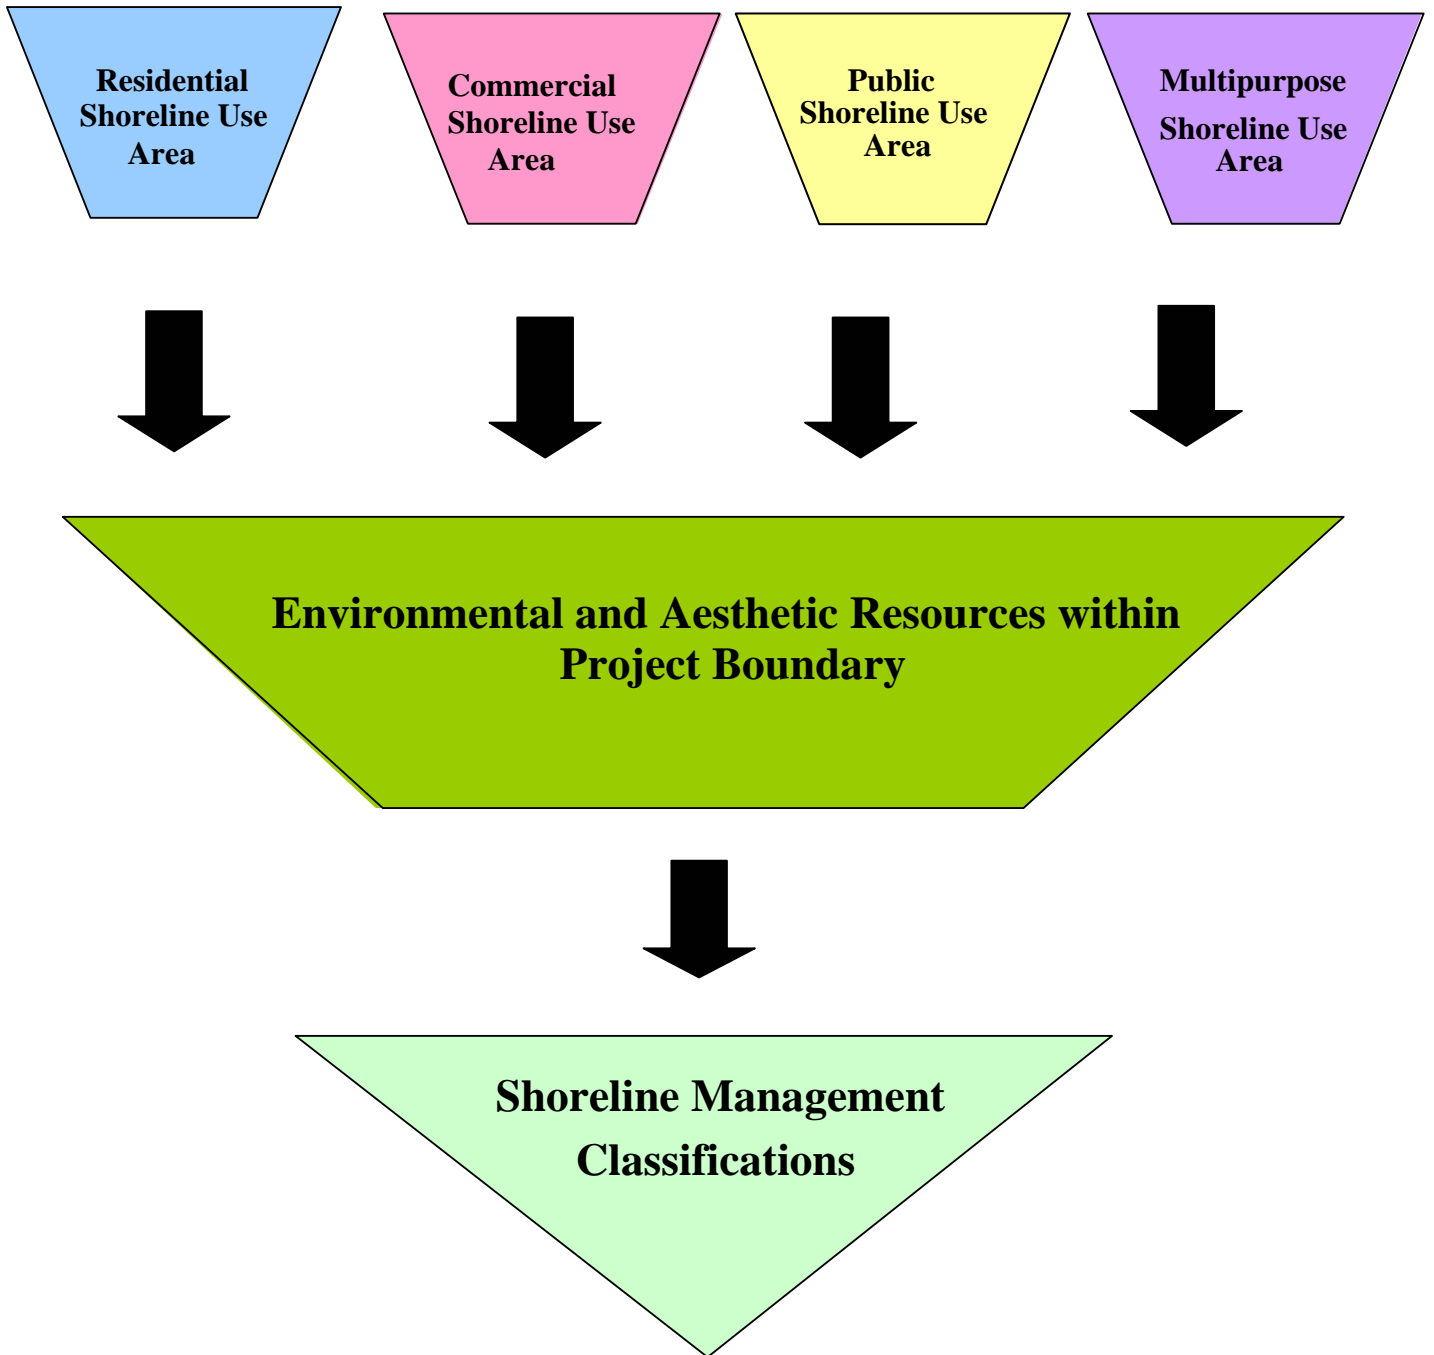 Residential
Shoreline Use
Area
Commercial
Shoreline Use
Area
Public
Shoreline Use
Area
Multipurpose
Shoreline Use
Area
Environmental and Aesthetic Resources within
Project Boundary
Shoreline Management
Classifications